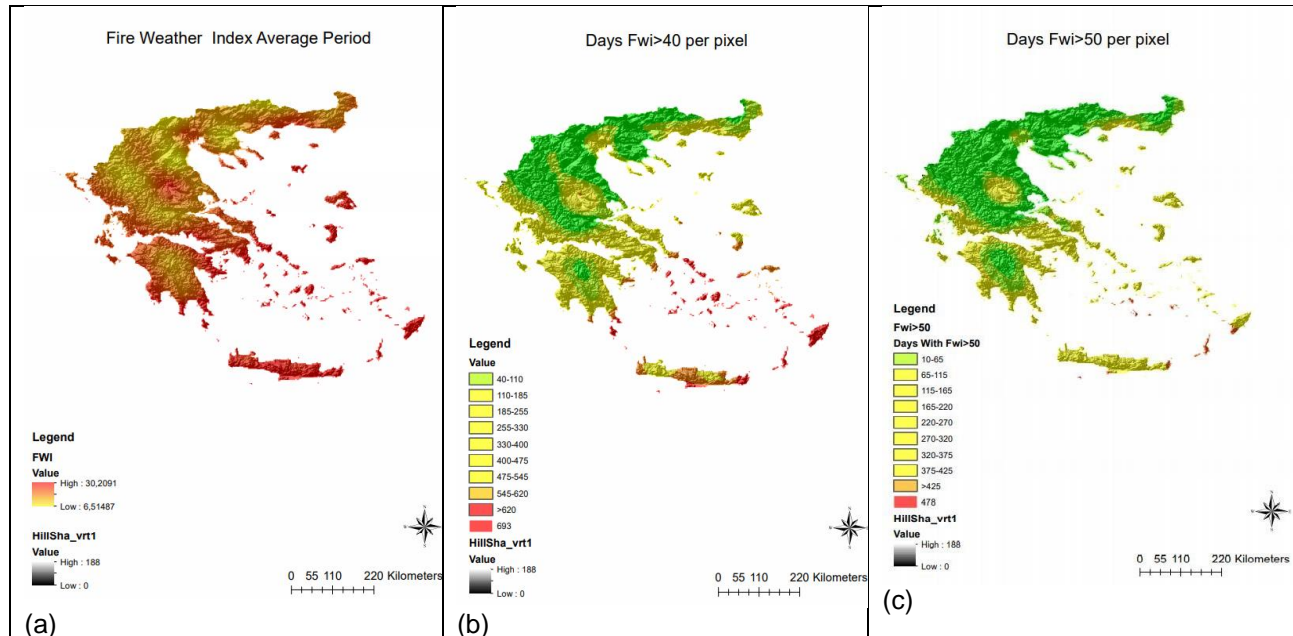 Fire Weather Index Average Period
Legend
FWI
Value
High : 30,2091
Low : 6,51487
HillSha_vrt1
Value
High : 188
Low : 0
0 55 110 220 Kilometers
(a)
Days Fwi>40 per pixel
Legend
Value
40-110
110-185
185-255
255-330
330-400
400-475
475-545
545-620
>620
693
HillSha_vrt1
Value
High : 188
Low : 0
0 55 110 220 Kilometers
(b)
Days Fwi>50 per pixel
Legend
Fwi>50
Days With Fwi>50
10-65
65-115
115-165
165-220
220-270
270-320
320-375
375-425
>425
478
HillSha_vrt1
Value
High : 188
Low : 0
0 55 110 220 Kilometers
(c)